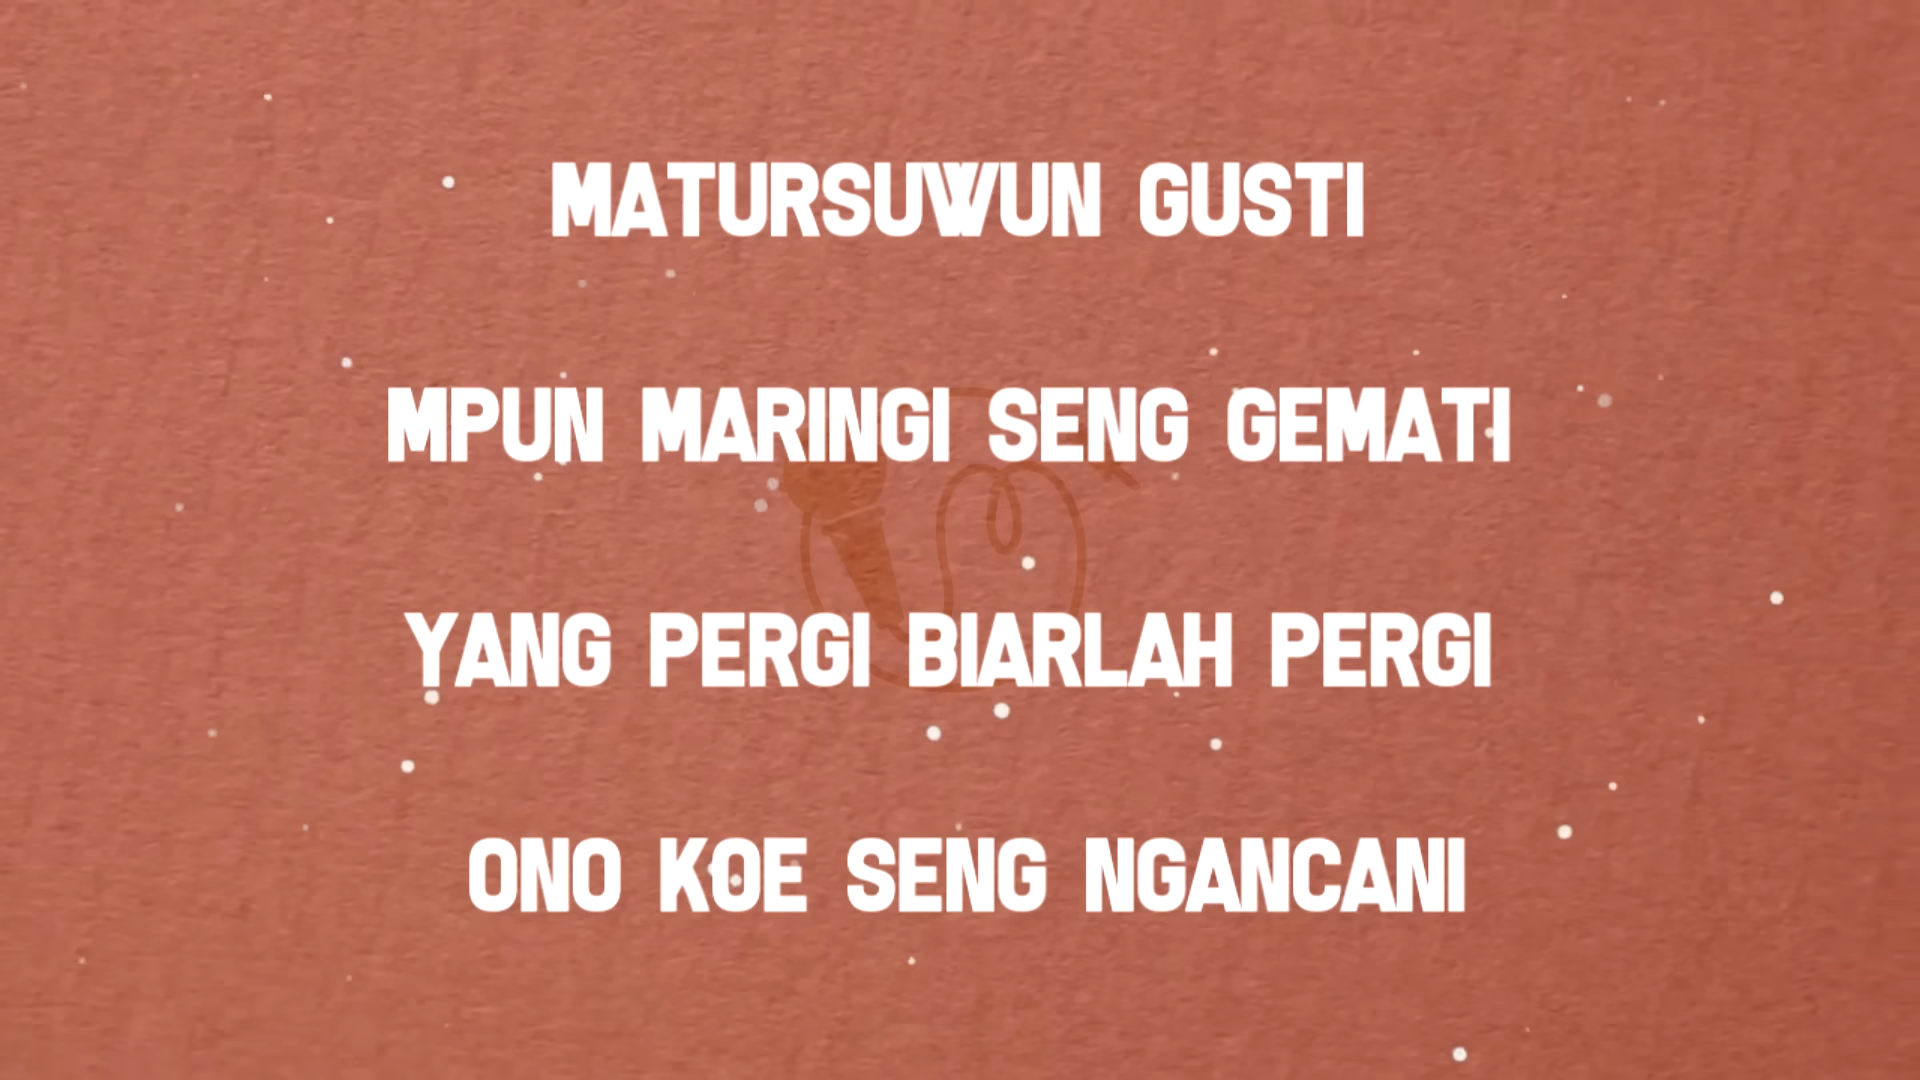 MATURSUWUN GUSTI
MPUN MARINGI SENG GEMATI
YANG PERGI BIARLAH PERGI
ONO KOE SENG NGANCANI